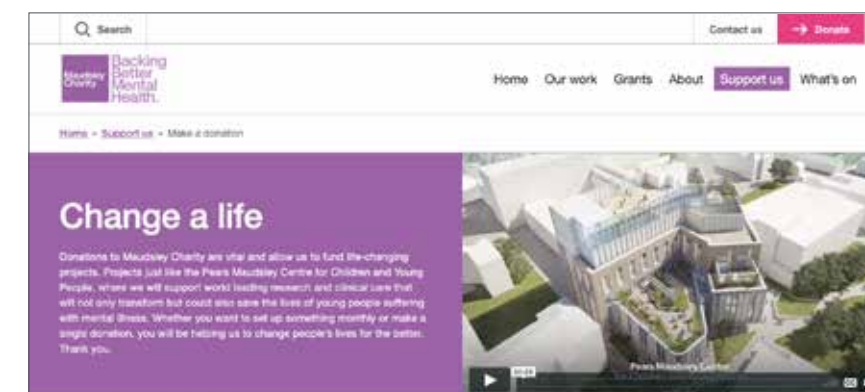 Search
Contact us
Donate
Maudsley
Charity
Backing
Better
Mental
Health.
Home
Our work
Grants
About
Support us
What's on
Home
Support us
Make a donation
Change a life
Donations to Maudsley Charity are vital and allow us to fund life-changing
projects. Projects just like the Pears Maudsley Centre for Children and Young
People, where we will support world leading research and clinical care that
will not only transform but could also save the lives of young people suffering
with mental illness. Whether you want to set up something monthly or make a
single donation, you will be helping us to change people's lives for the better.
Thank you.
Pears Maudsley Centre